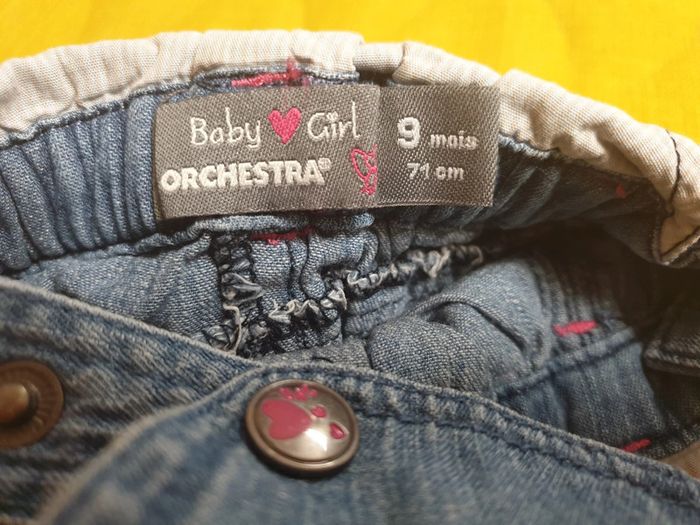 Baby Girl
ORCHESTRA®
9 mois
71 cm